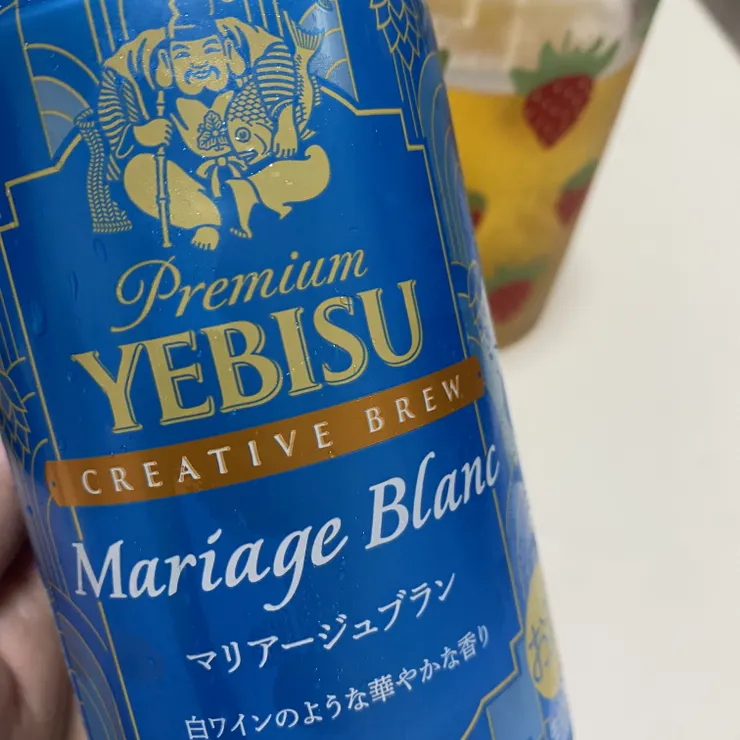 Premium
YEBISU
CREATIVE BREW
Mariage Blanc
マリアージュブラン
白ワインのような華やかな香り
お